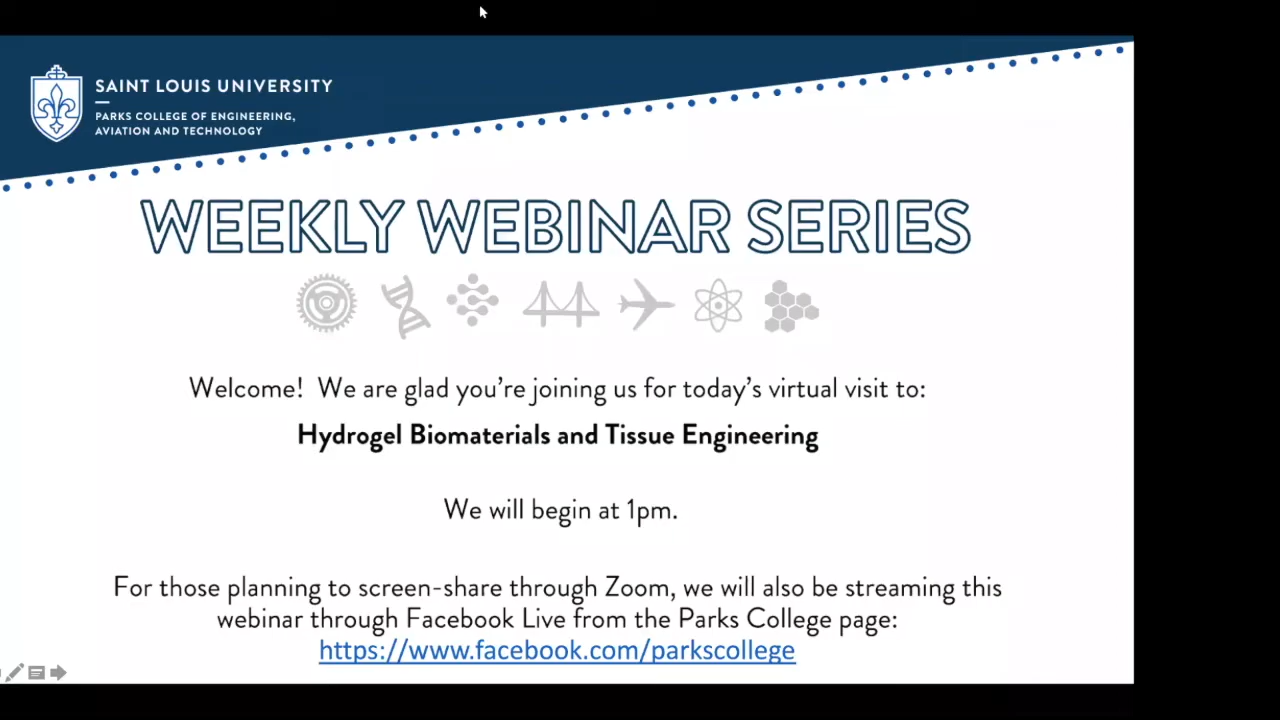 SAINT LOUIS UNIVERSITY
PARKS COLLEGE OF ENGINEERING,
AVIATION AND TECHNOLOGY
WEEKLY WEBINAR SERIES
Welcome! We are glad you're joining us for today's virtual visit to:
Hydrogel Biomaterials and Tissue Engineering
We will begin at 1pm.
For those planning to screen-share through Zoom, we will also be streaming this
webinar through Facebook Live from the Parks College page:
https://www.facebook.com/parkscollege